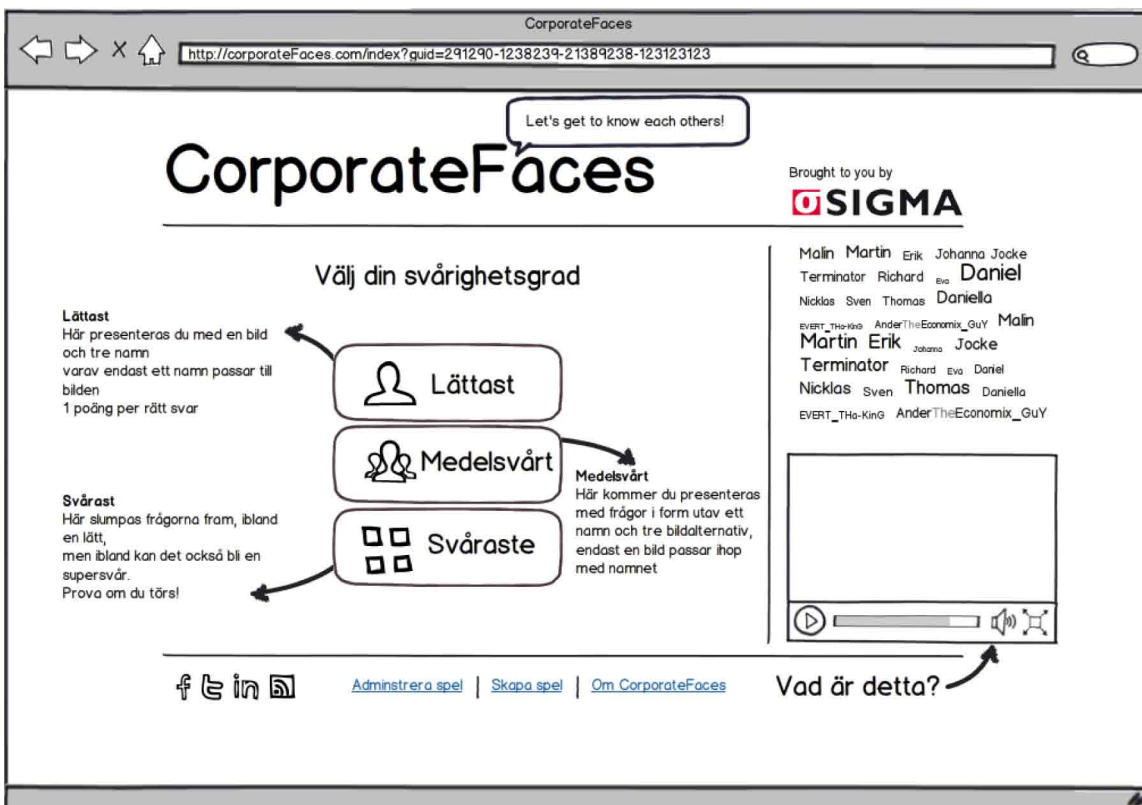 CorporateFaces
http://corporateFaces.com/index?guid=291290-1238239-21389238-123123123
Let's get to know each others!
CorporateFaces
Brought to you by
σSIGMA
Välj din svårighetsgrad
Lättast
Här presenteras du med en bild
och tre namn
varav endast ett namn passar till
bilden
1 poäng per rätt svar
Svårast
Här slumpas frågorna fram, ibland
en lätt,
men ibland kan det också bli en
supersvår.
Prova om du törs!
Lättast
Medelsvårt
Svåraste
Medelsvårt
Här kommer du presenteras
med frågor i form utav ett
namn och tre bildalternativ,
endast en bild passar ihop
med namnet
Malin Martin Erik Johanna Jocke
Terminator Richard Eva Daniel
Nicklas Sven Thomas Daniella
EVERT_THa-KinG AnderTheEconomix_GuY Malin
Martin Erik Johanna Jocke
Terminator Richard Eva Daniel
Nicklas Sven Thomas Daniella
EVERT_THa-KinG AnderTheEconomix_GuY
Vad är detta?
f t in
Adminstrera spel | Skapa spel | Om CorporateFaces